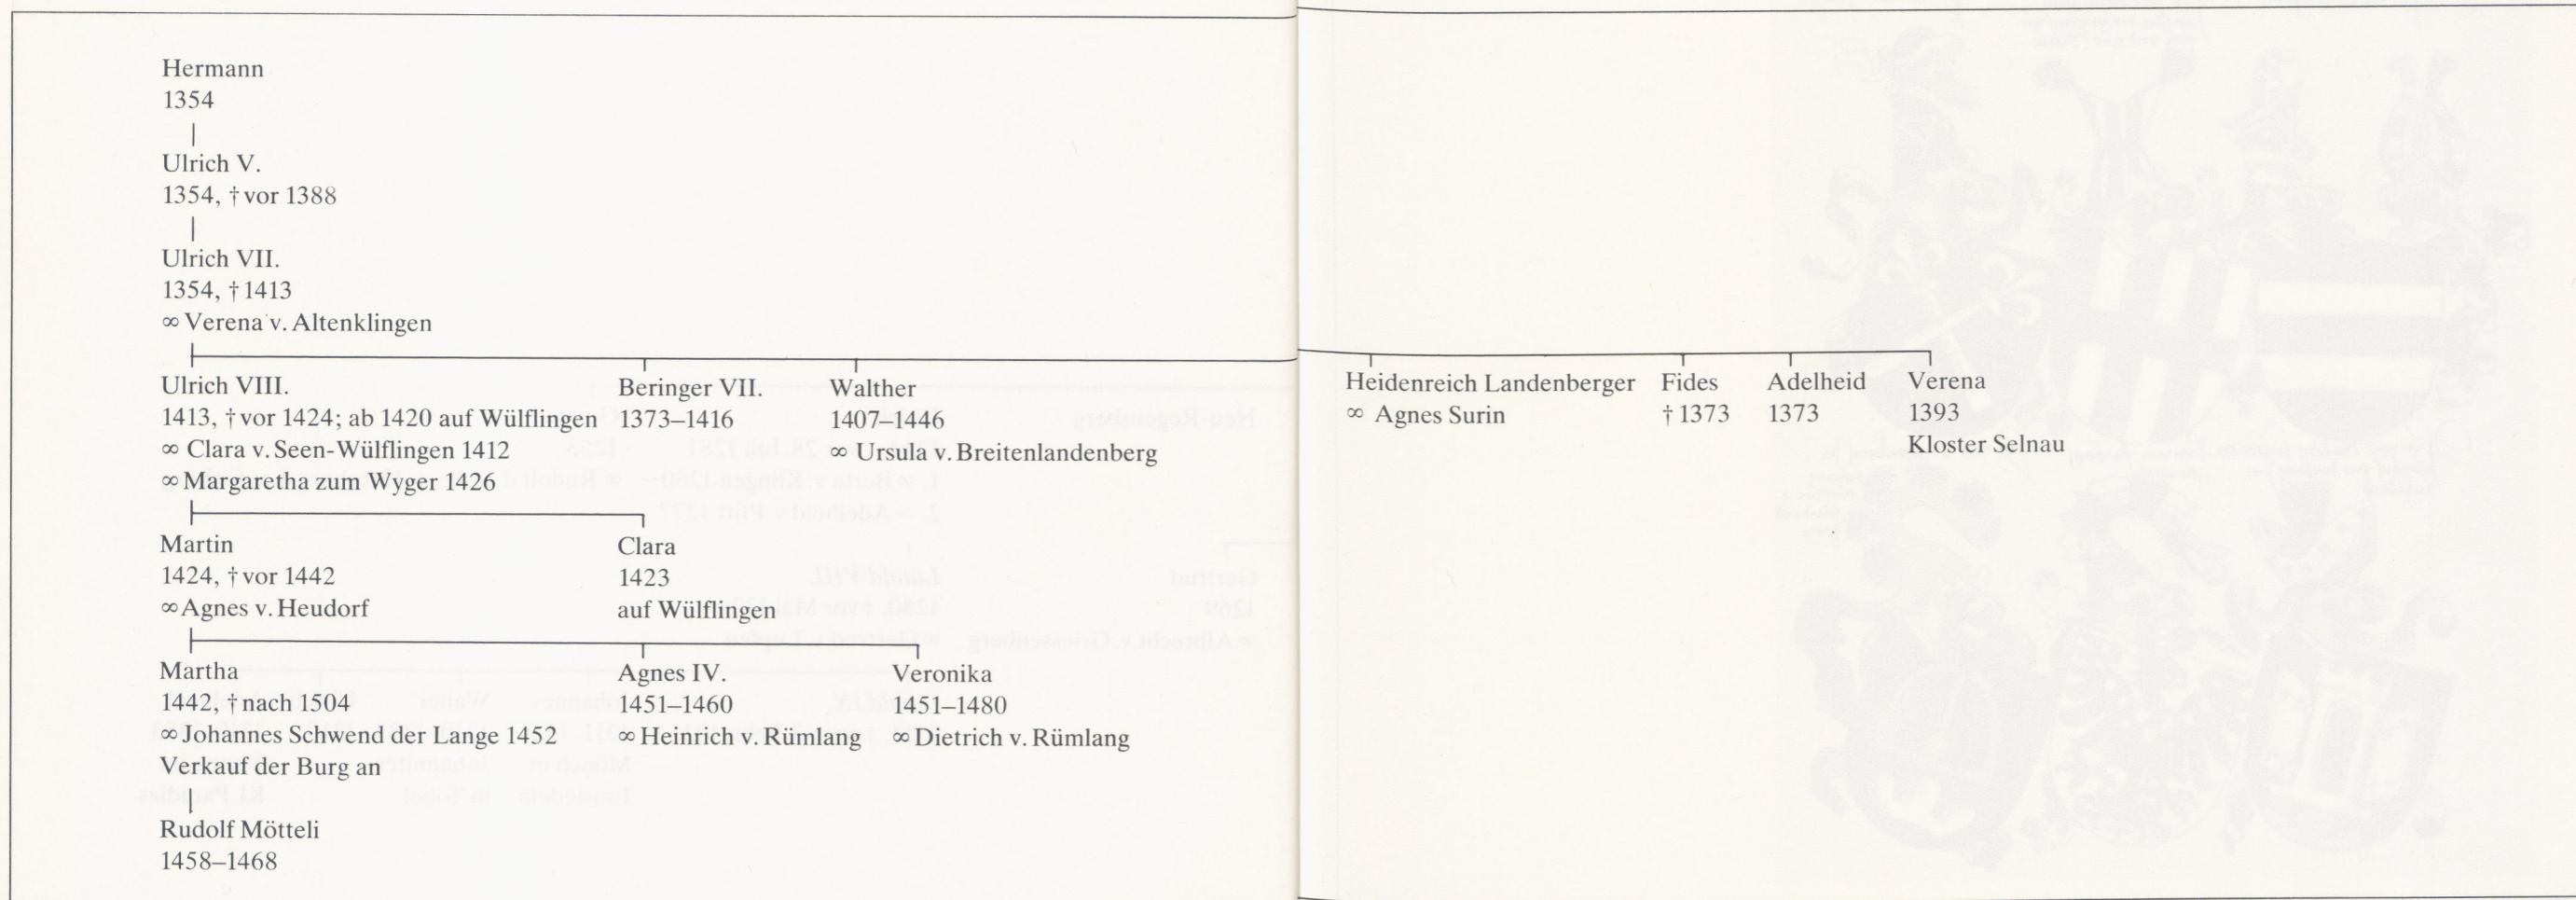 Hermann
1354
Ulrich V.
1354, † vor 1388
Ulrich VII.
1354, † 1413
∞ Verena v. Altenklingen
Ulrich VIII.
1413, † vor 1424; ab 1420 auf Wülflingen
∞ Clara v. Seen-Wülflingen 1412
∞ Margaretha zum Wyger 1426
Beringer VII.
1373–1416
Walther
1407–1446
∞ Ursula v. Breitenlandenberg
Heidenreich Landenberger
∞ Agnes Surin
Fides
† 1373
Adelheid
1373
Verena
1393
Kloster Selnau
Martin
1424, † vor 1442
∞ Agnes v. Heudorf
Clara
1423
auf Wülflingen
Martha
1442, † nach 1504
∞ Johannes Schwend der Lange 1452
Verkauf der Burg an
Agnes IV.
1451–1460
∞ Heinrich v. Rümlang
Veronika
1451–1480
∞ Dietrich v. Rümlang
Rudolf Mötteli
1458–1468